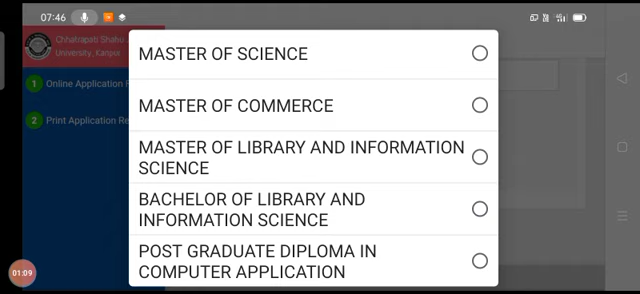 07:46
Chhatrapati Shahu
University, Kanpur
1 Online Application F
2 Print Application Re
MASTER OF SCIENCE
MASTER OF COMMERCE
MASTER OF LIBRARY AND INFORMATION
SCIENCE
BACHELOR OF LIBRARY AND
INFORMATION SCIENCE
POST GRADUATE DIPLOMA IN
COMPUTER APPLICATION
01:09